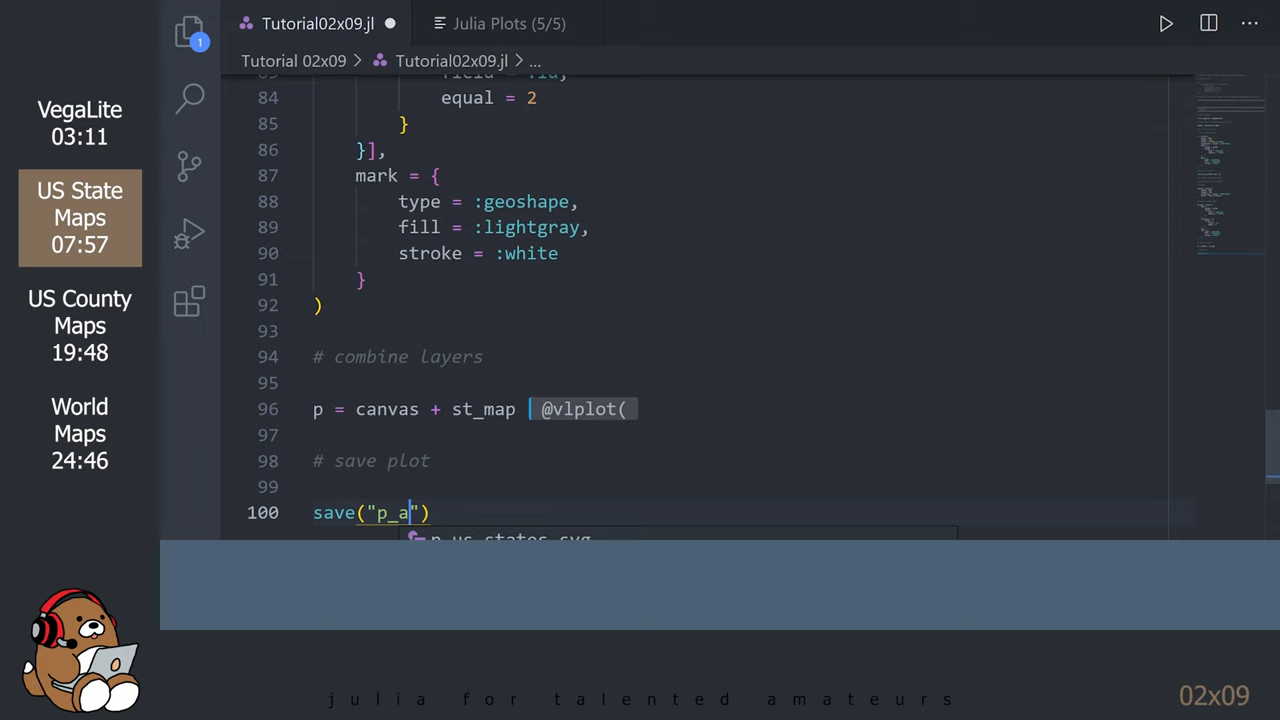 Tutorial02x09.jl
Julia Plots (5/5)
Tutorial 02x09 > Tutorial02x09.jl > ...
1
VegaLite
03:11
US State
Maps
07:57
US County
Maps
19:48
World
Maps
24:46
84 equal = 2
85 }
86 }],
87 mark = {
88 type = :geoshape,
89 fill = :lightgray,
90 stroke = :white
91 }
92 )
93
94 # combine layers
95
96 p = canvas + st_map @vlplot(
97
98 # save plot
99
100 save("p_a")
julia for talented amateurs
02x09